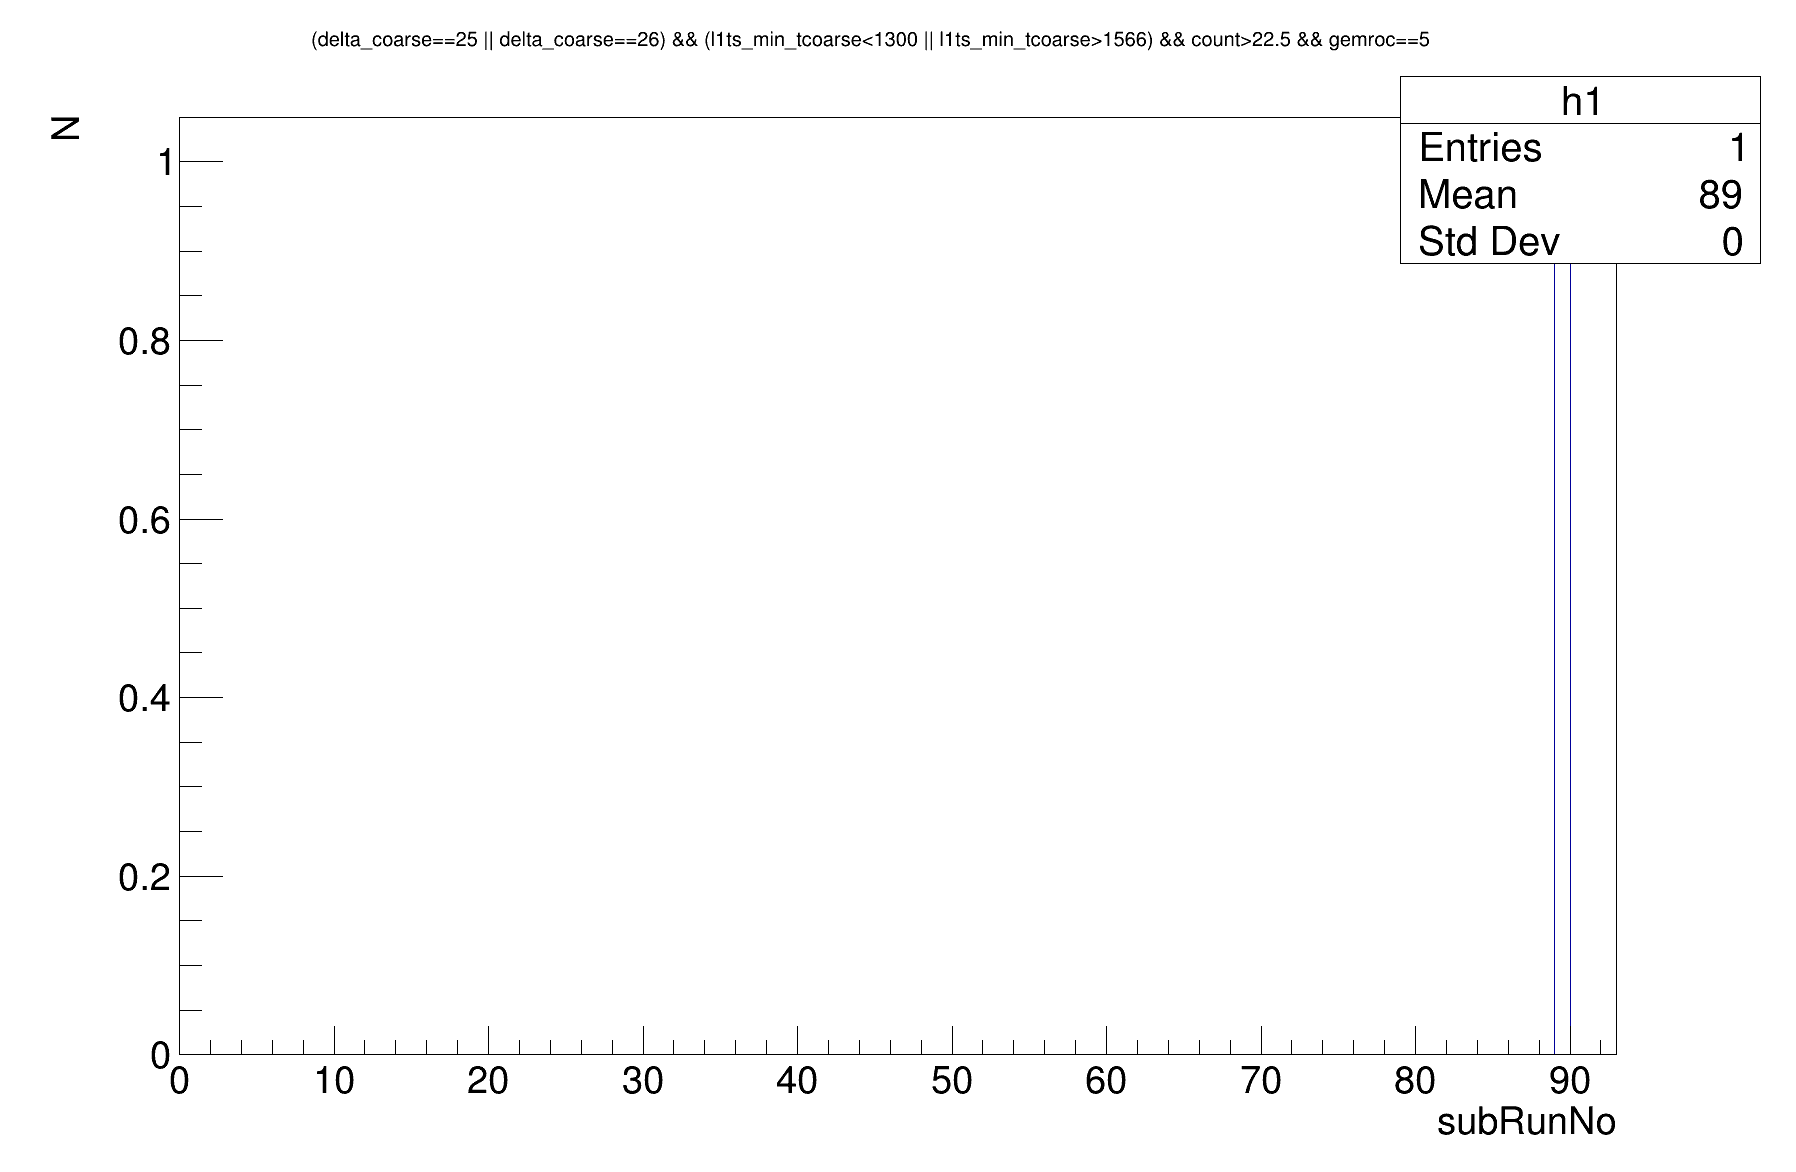 (delta_coarse==25 || delta_coarse==26) && (l1ts_min_tcoarse<1300 || l1ts_min_tcoarse>1566) && count>22.5 && gemroc==5
h1
Entries 1
Mean 89
Std Dev 0
N
1
0.8
0.6
0.4
0.2
0
0 10 20 30 40 50 60 70 80 90
subRunNo